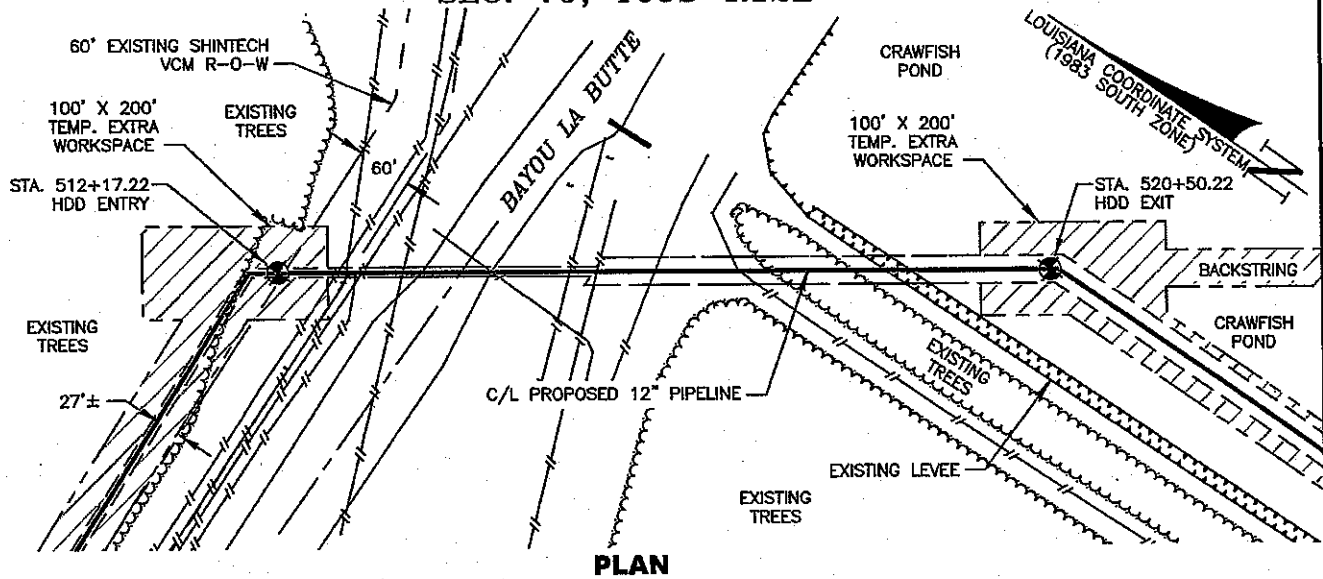 60' EXISTING SHINTECH
VCM R-O-W
100' X 200'
TEMP. EXTRA
WORKSPACE
EXISTING
TREES
STA. 512+17.22
HDD ENTRY
60'
BAYOU LA BUTTE
CRAWFISH
POND
100' X 200'
TEMP. EXTRA
WORKSPACE
LOUISIANA COORDINATE SYSTEM
(1983 SOUTH ZONE)
STA. 520+50.22
HDD EXIT
BACKSTRING
CRAWFISH
POND
EXISTING
TREES
27'±
C/L PROPOSED 12" PIPELINE
EXISTING
TREES
EXISTING LEVEE
EXISTING
TREES
PLAN